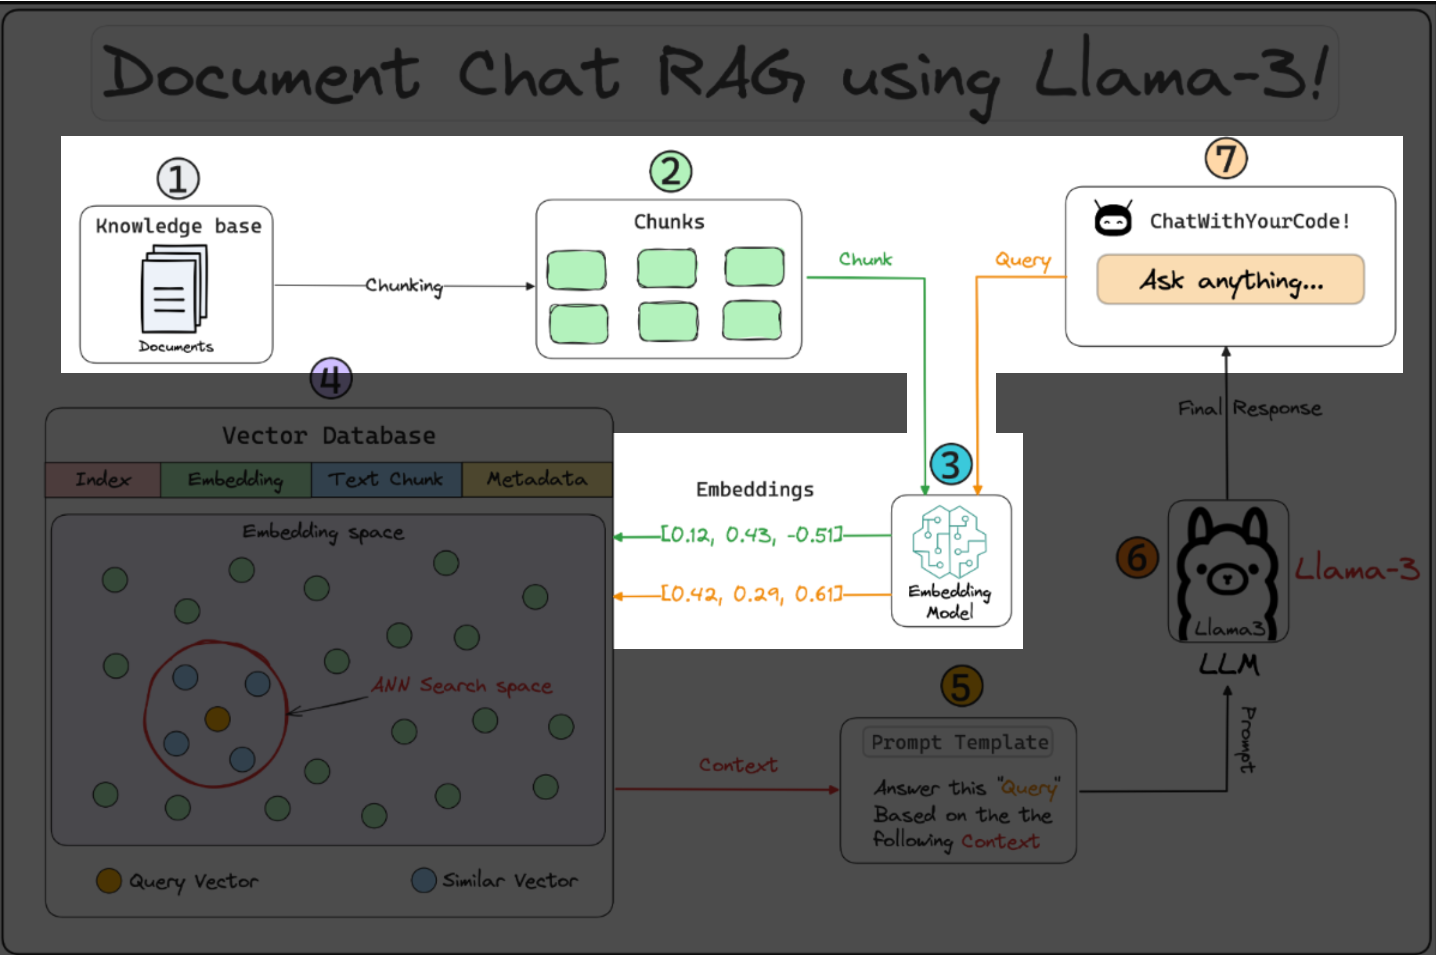 Document Chat RAG using Llama-3!
1
Knowledge base
Documents
Chunking
2
Chunks
Chunk
Query
7
ChatWithYourCode!
Ask anything...
3
Embeddings
[0.12, 0.43, -0.51]
[0.42, 0.29, 0.61]
Embedding
Model
4
Vector Database
Index
Embedding
Text Chunk
Metadata
Embedding space
ANN Search space
Query Vector
Similar Vector
Context
5
Prompt Template
Answer this "Query"
Based on the the
following Context
Prompt
6
Llama3
Llama-3
LLM
Final Response